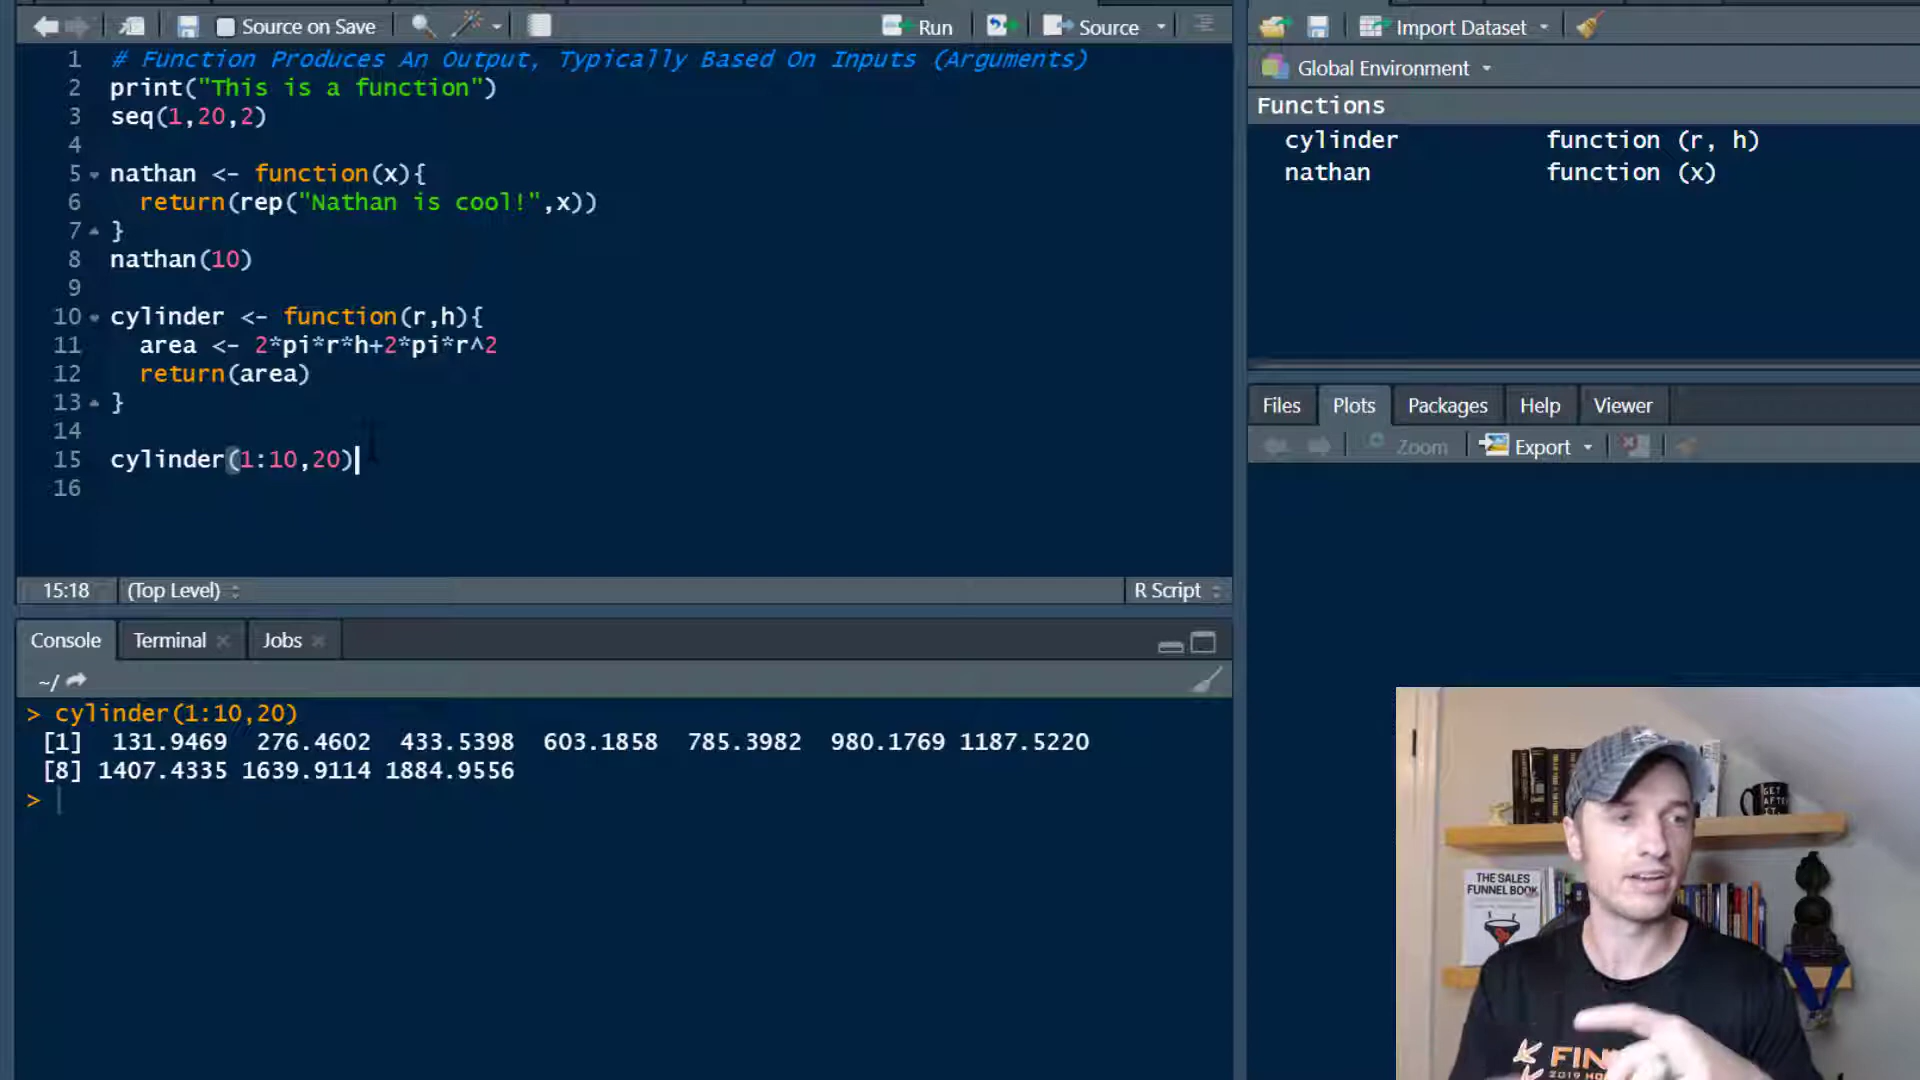 Source on Save
Run
Source
1 # Function Produces An Output, Typically Based On Inputs (Arguments)
2 print("This is a function")
3 seq(1,20,2)
4
5 nathan <- function(x){
6 return(rep("Nathan is cool!",x))
7 }
8 nathan(10)
9
10 cylinder <- function(r,h){
11 area <- 2*pi*r*h+2*pi*r^2
12 return(area)
13 }
14
15 cylinder(1:10,20)
16
15:18 (Top Level) R Script
Console Terminal Jobs
~/
> cylinder(1:10,20)
[1] 131.9469 276.4602 433.5398 603.1858 785.3982 980.1769 1187.5220
[8] 1407.4335 1639.9114 1884.9556
>
Import Dataset
Global Environment
Functions
cylinder function (r, h)
nathan function (x)
Files Plots Packages Help Viewer
Zoom Export
GET
AFTER
IT.
THE SALES
FUNNEL BOOK
FIN